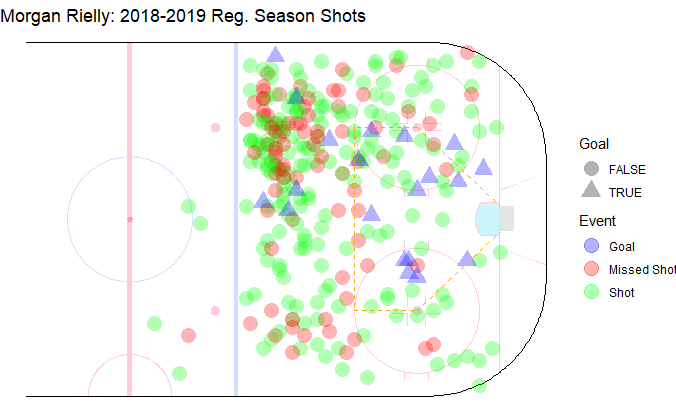 Morgan Rielly: 2018-2019 Reg. Season Shots
Goal
FALSE
TRUE
Event
Goal
Missed Shot
Shot